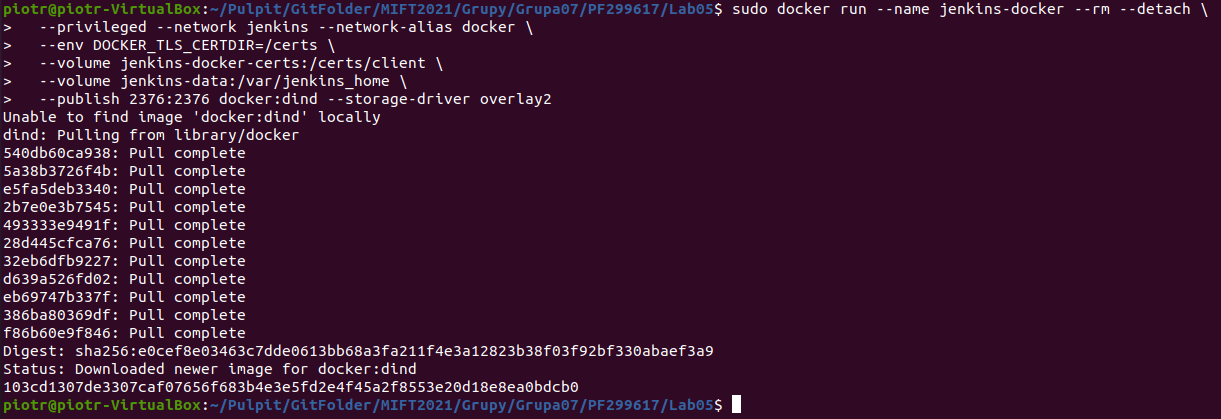 piotr@piotr-VirtualBox:~/Pulpit/GitFolder/MIFT2021/Grupy/Grupa07/PF299617/Lab05$ sudo docker run --name jenkins-docker --rm --detach \
>   --privileged --network jenkins --network-alias docker \
>   --env DOCKER_TLS_CERTDIR=/certs \
>   --volume jenkins-docker-certs:/certs/client \
>   --volume jenkins-data:/var/jenkins_home \
>   --publish 2376:2376 docker:dind --storage-driver overlay2
Unable to find image 'docker:dind' locally
dind: Pulling from library/docker
540db60ca938: Pull complete
5a38b3726f4b: Pull complete
e5fa5deb3340: Pull complete
2b7e0e3b7545: Pull complete
493333e9491f: Pull complete
28d445cfca76: Pull complete
32eb6dfb9227: Pull complete
d639a526fd02: Pull complete
eb69747b337f: Pull complete
386ba80369df: Pull complete
f86b60e9f846: Pull complete
Digest: sha256:e0cef8e03463c7dde0613bb68a3fa211f4e3a12823b38f03f92bf330abaef3a9
Status: Downloaded newer image for docker:dind
103cd1307de3307caf07656f683b4e3e5fd2e4f45a2f8553e20d18e8ea0bdcb0
piotr@piotr-VirtualBox:~/Pulpit/GitFolder/MIFT2021/Grupy/Grupa07/PF299617/Lab05$